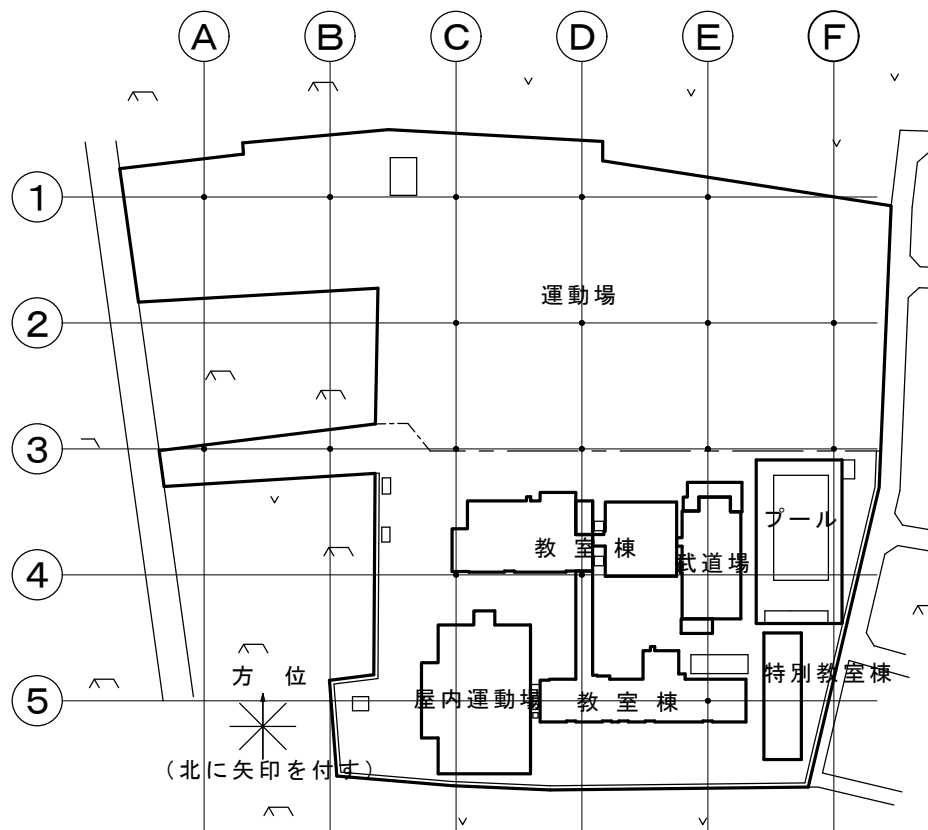 A B C D E F
1
2
3
4
5
運動場
プール
教室棟
武道場
特別教室棟
屋内運動場
教室棟
方 位
(北に矢印を付す)